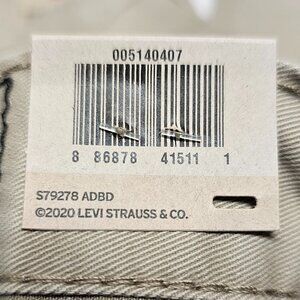 005140407
8 86878 41511 1
S79278 ADBD
©2020 LEVI STRAUSS & CO.